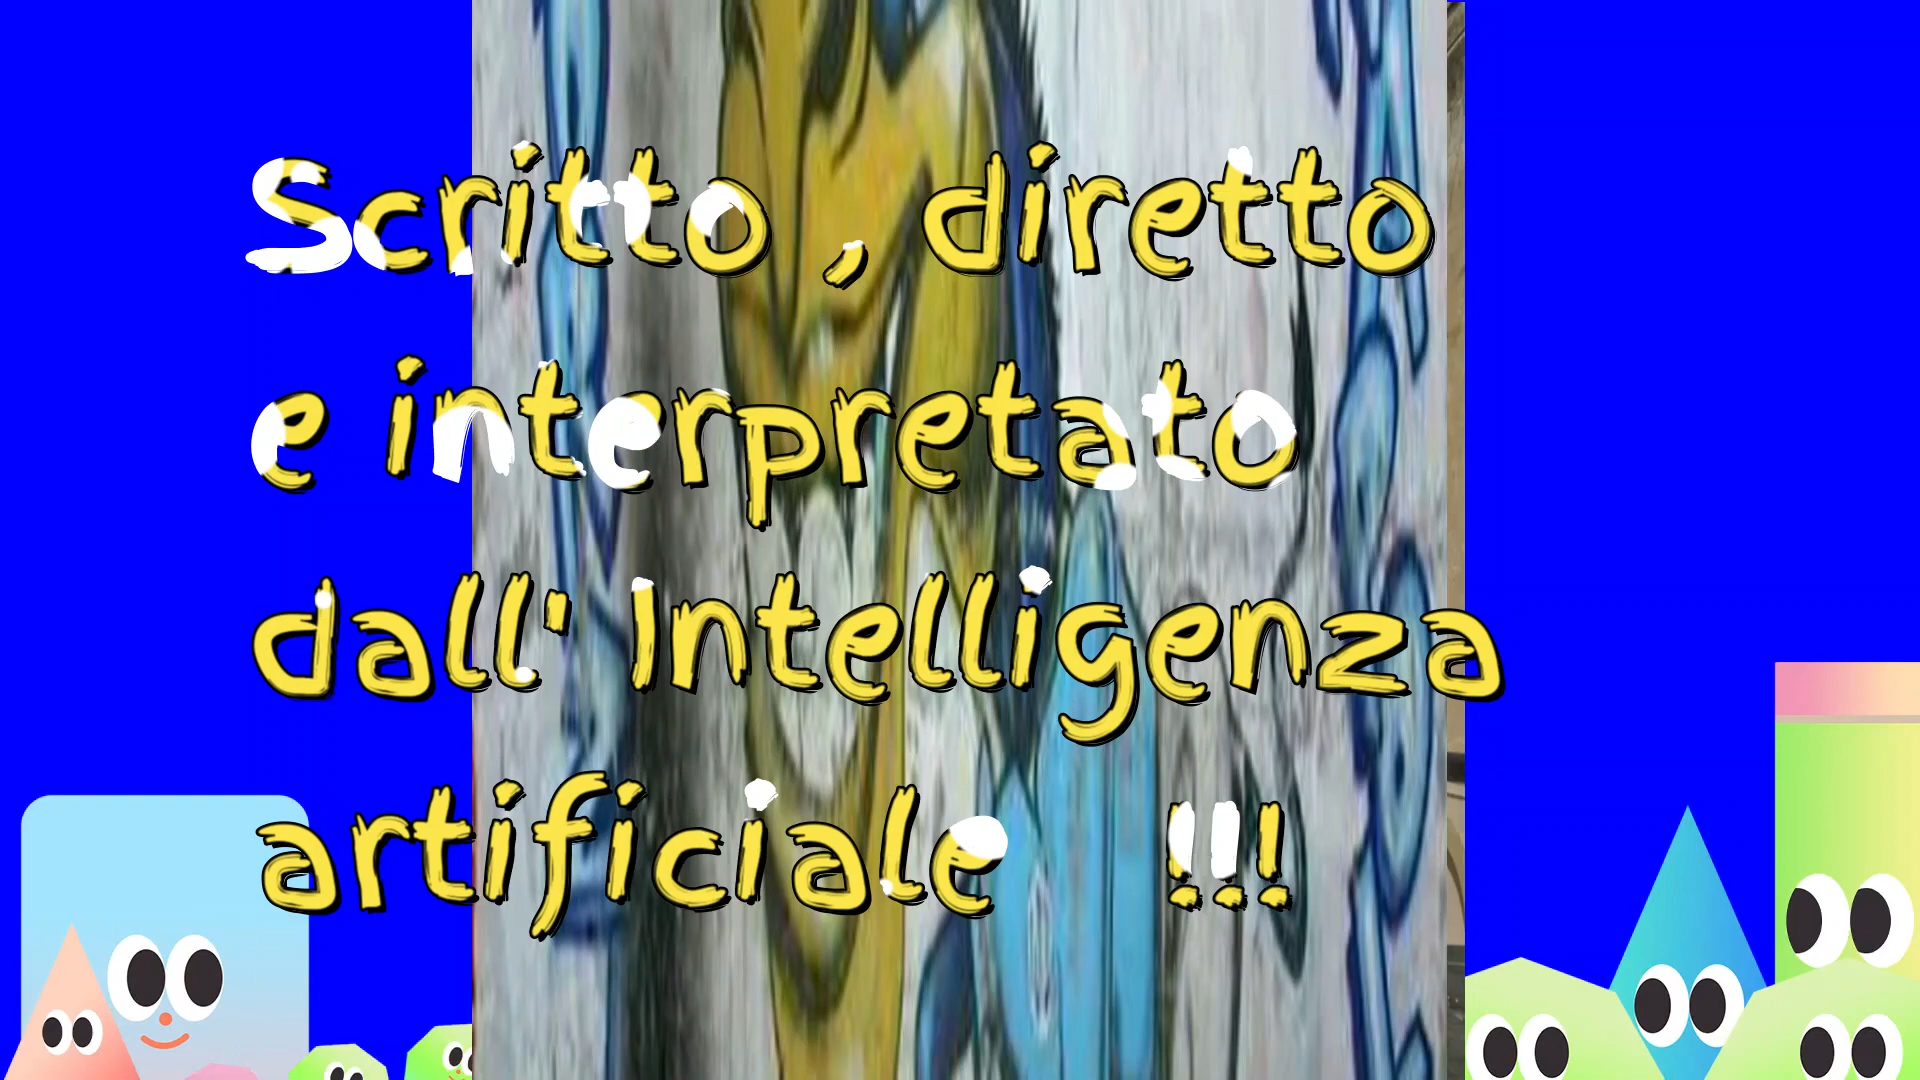 Scritto , diretto
e interpretato
dall' Intelligenza
artificiale !!!